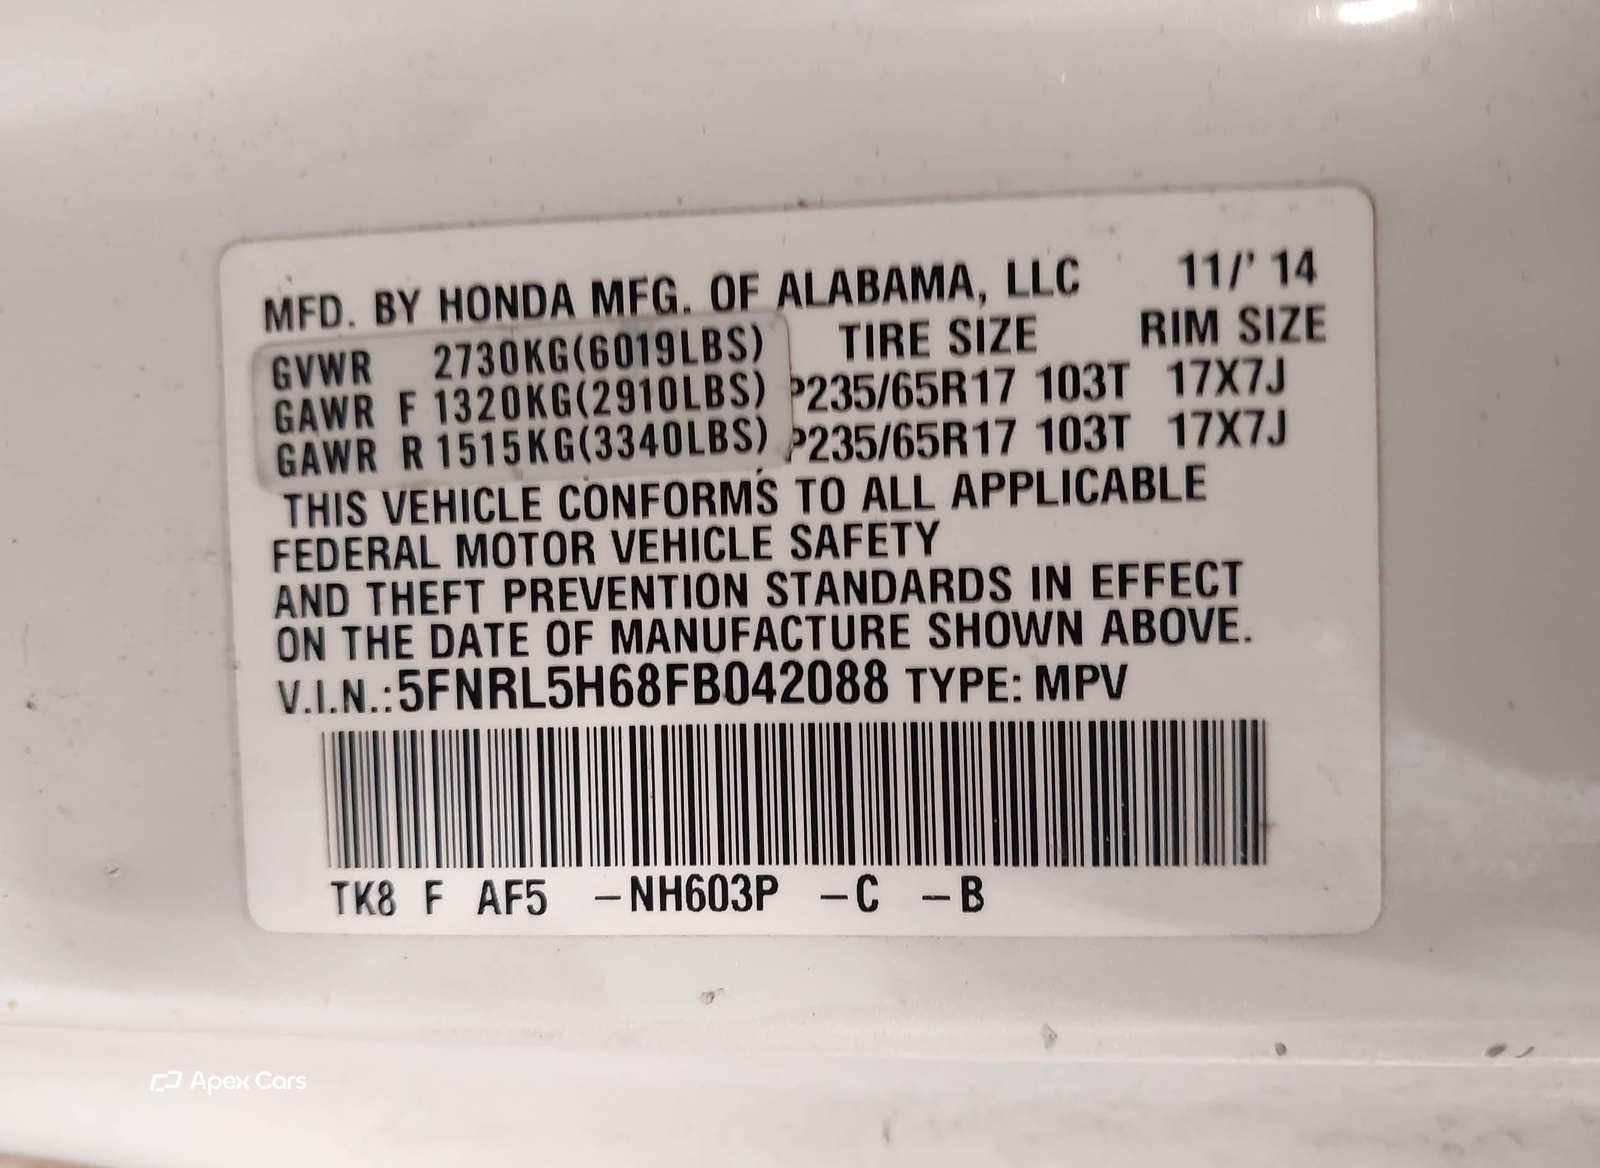 MFD. BY HONDA MFG. OF ALABAMA, LLC 11/' 14
TIRE SIZE RIM SIZE
GVWR 2730KG(6019LBS)
GAWR F 1320KG(2910LBS) P235/65R17 103T 17X7J
GAWR R 1515KG(3340LBS) P235/65R17 103T 17X7J
THIS VEHICLE CONFORMS TO ALL APPLICABLE
FEDERAL MOTOR VEHICLE SAFETY
AND THEFT PREVENTION STANDARDS IN EFFECT
ON THE DATE OF MANUFACTURE SHOWN ABOVE.
V.I.N.:5FNRL5H68FB042088 TYPE: MPV
TK8 F AF5 –NH603P –C –B
Apex Cars